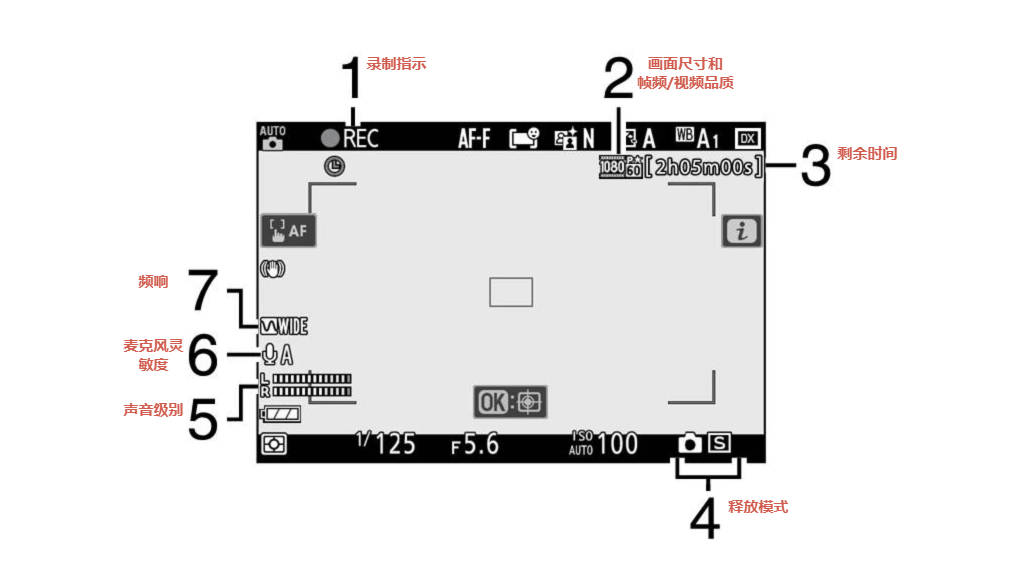 1 录制指示
2 画面尺寸和
帧频/视频品质
AUTO
REC AF-F N A WB A1 DX
1080 60 [2h05m00s]
3 剩余时间
AF
i
7 频响
WIDE
6 麦克风灵
敏度
A
5 声音级别
L
R
OK:
1/125 F5.6 ISO AUTO 100 S
4 释放模式